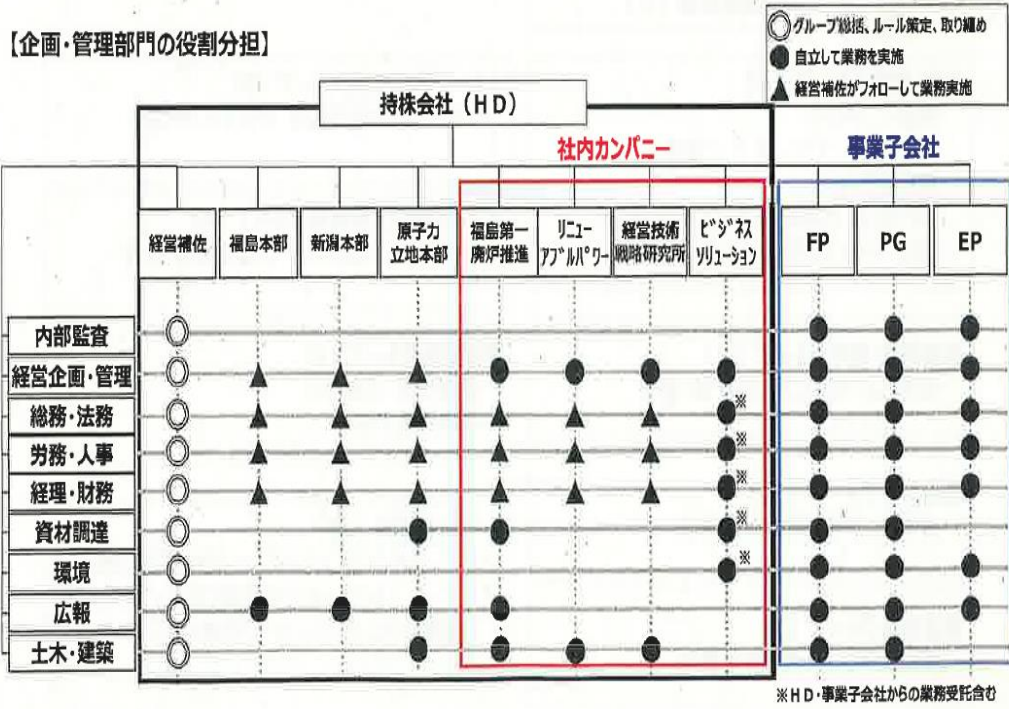 【企画・管理部門の役割分担】
◎グループ総括、ルール策定、取り纏め
●自立して業務を実施
▲経営補佐がフォローして業務実施
持株会社（HD）
社内カンパニー
事業子会社
経営補佐
福島本部
新潟本部
原子力
立地本部
福島第一
廃炉推進
リニュー
アブルパワー
経営技術
戦略研究所
ビジネス
ソリューション
FP
PG
EP
内部監査
経営企画・管理
総務・法務
※
労務・人事
※
経理・財務
※
資材調達
※
環境
※
広報
土木・建築
※HD・事業子会社からの業務受託含む